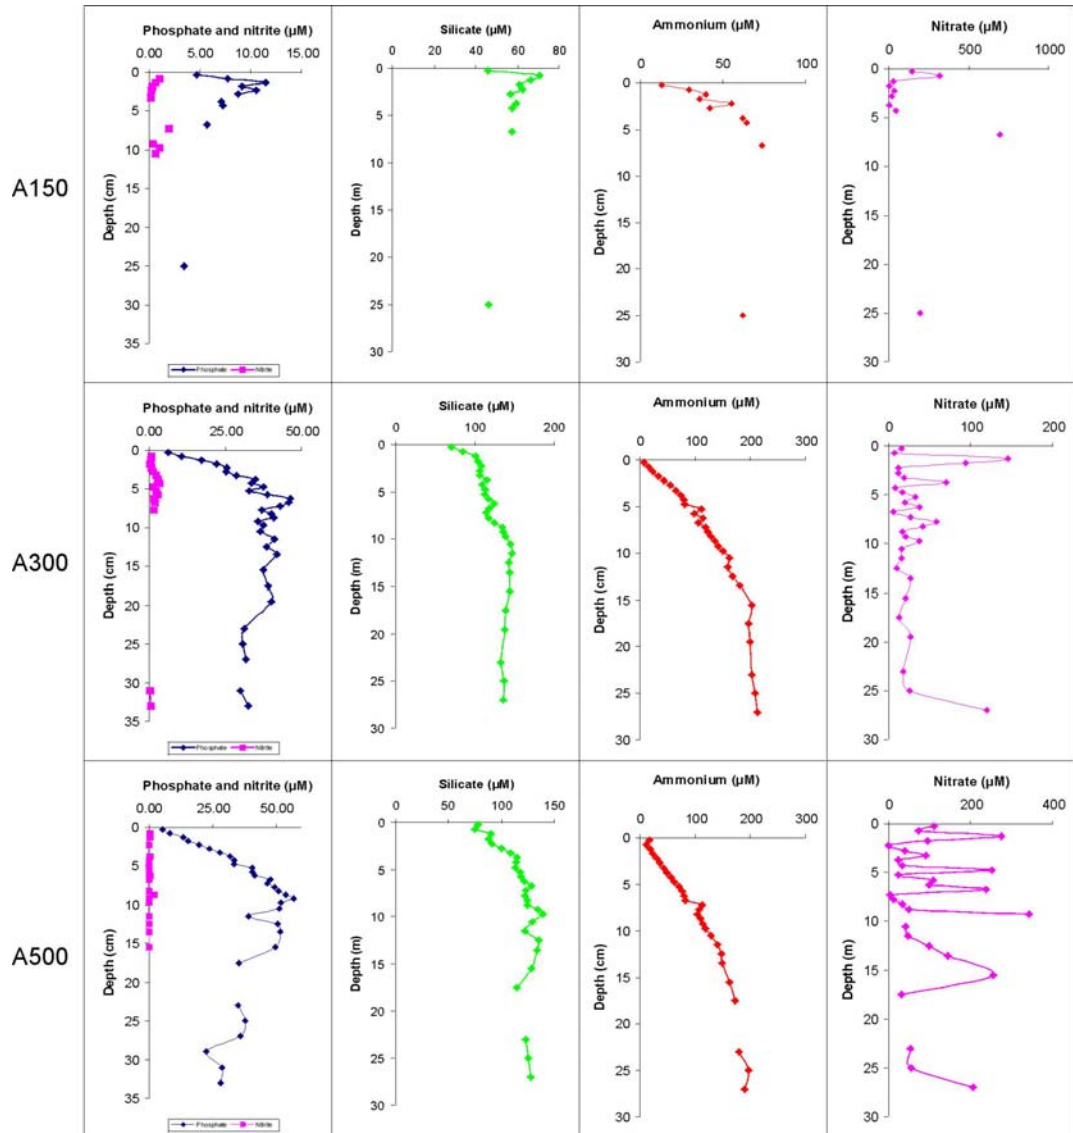 Phosphate and nitrite (µM)
0.00 5.00 10.00 15.00
Silicate (µM)
0 20 40 60 80
Ammonium (µM)
0 50 100
Nitrate (µM)
0 500 1000
A150
Depth (cm)
0
5
10
15
20
25
30
35
Phosphate Nitrite
Depth (m)
0
5
10
15
20
25
30
Depth (cm)
0
5
10
15
20
25
30
Depth (m)
0
5
10
15
20
25
30
Phosphate and nitrite (µM)
0.00 25.00 50.00
Silicate (µM)
0 100 200
Ammonium (µM)
0 100 200 300
Nitrate (µM)
0 100 200
A300
Depth (cm)
0
5
10
15
20
25
30
35
Phosphate Nitrite
Depth (m)
0
5
10
15
20
25
30
Depth (cm)
0
5
10
15
20
25
30
Depth (m)
0
5
10
15
20
25
30
Phosphate and nitrite (µM)
0.00 25.00 50.00
Silicate (µM)
0 50 100 150
Ammonium (µM)
0 100 200 300
Nitrate (µM)
0 200 400
A500
Depth (cm)
0
5
10
15
20
25
30
35
Phosphate Nitrite
Depth (m)
0
5
10
15
20
25
30
Depth (cm)
0
5
10
15
20
25
30
Depth (m)
0
5
10
15
20
25
30